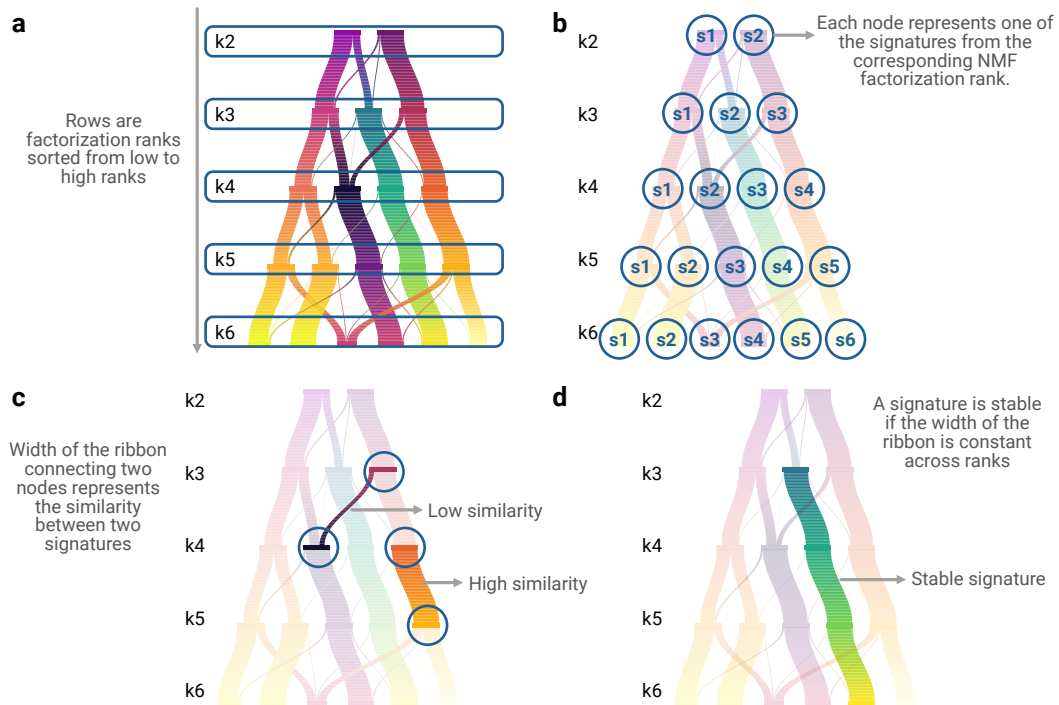 a
k2
k3
k4
k5
k6
Rows are
factorization ranks
sorted from low to
high ranks
b
k2
s1
s2
Each node represents one of
the signatures from the
corresponding NMF
factorization rank.
k3
s1
s2
s3
k4
s1
s2
s3
s4
k5
s1
s2
s3
s4
s5
k6
s1
s2
s3
s4
s5
s6
c
k2
k3
k4
k5
k6
Width of the ribbon
connecting two
nodes represents
the similarity
between two
signatures
Low similarity
High similarity
d
k2
k3
k4
k5
k6
A signature is stable
if the width of the
ribbon is constant
across ranks
Stable signature